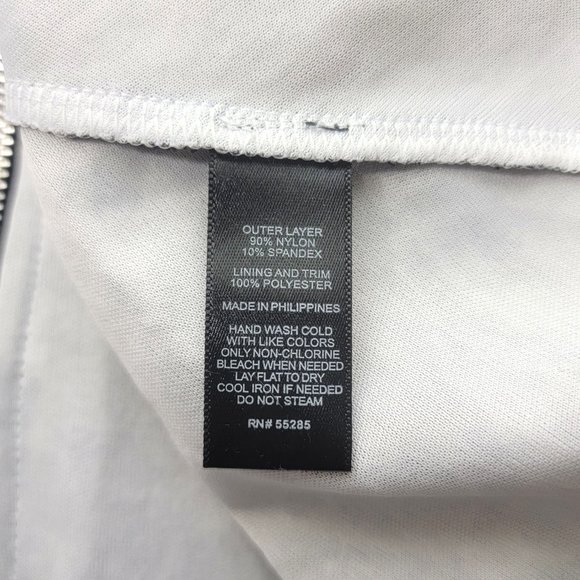 OUTER LAYER
90% NYLON
10% SPANDEX
LINING AND TRIM
100% POLYESTER
MADE IN PHILIPPINES
HAND WASH COLD
WITH LIKE COLORS
ONLY NON-CHLORINE
BLEACH WHEN NEEDED
LAY FLAT TO DRY
COOL IRON IF NEEDED
DO NOT STEAM
RN# 55285